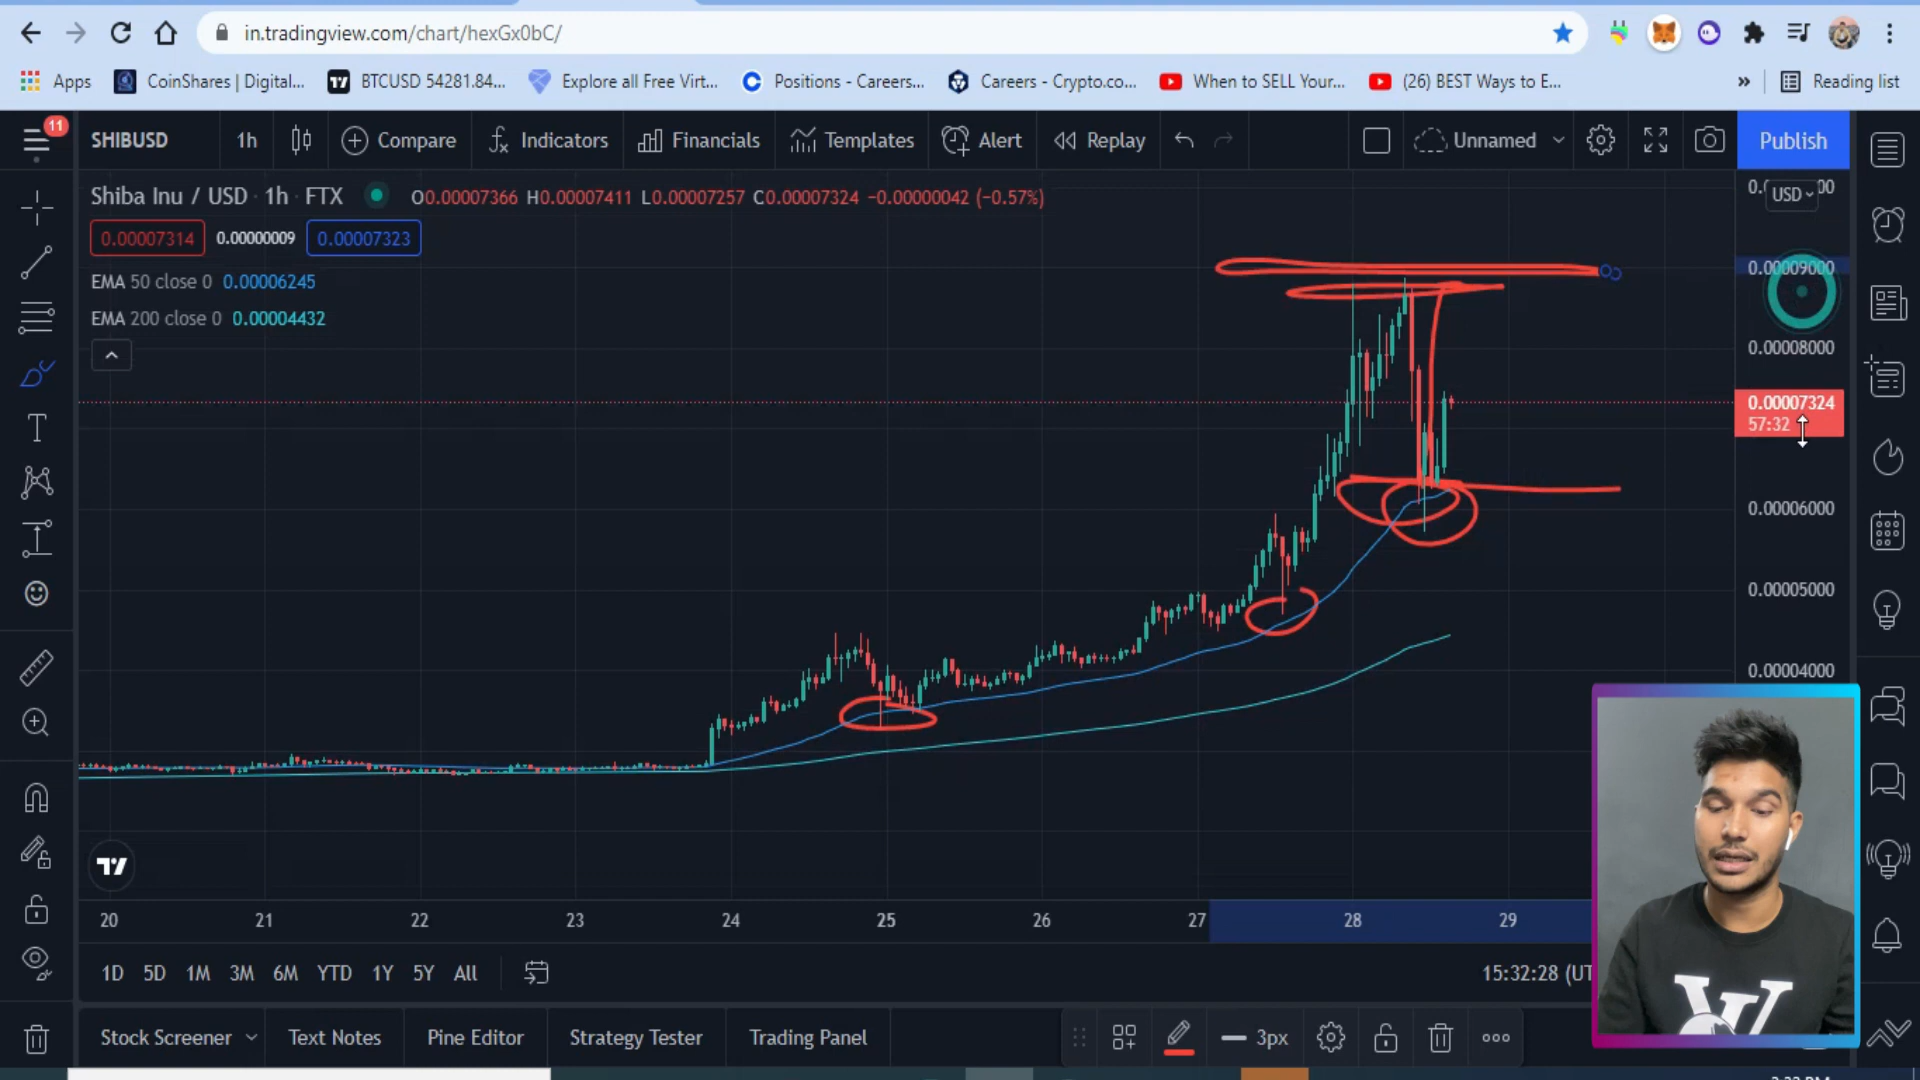 in.tradingview.com/chart/hexGx0bC/
Apps CoinShares | Digital... BTCUSD 54281.84... Explore all Free Virt... Positions - Careers... Careers - Crypto.co... When to SELL Your... (26) BEST Ways to E... » Reading list
11 SHIBUSD 1h Compare Indicators Financials Templates Alert Replay Unnamed Publish
Shiba Inu / USD · 1h · FTX O0.00007366 H0.00007411 L0.00007257 C0.00007324 −0.00000042 (−0.57%)
USD
0.00007314 0.00000009 0.00007323
EMA 50 close 0 0.00006245
0.00009000
EMA 200 close 0 0.00004432
0.00008000
0.00007324
57:32
0.00006000
0.00005000
0.00004000
20 21 22 23 24 25 26 27 28 29
1D 5D 1M 3M 6M YTD 1Y 5Y All 15:32:28 (UT
Stock Screener Text Notes Pine Editor Strategy Tester Trading Panel 3px